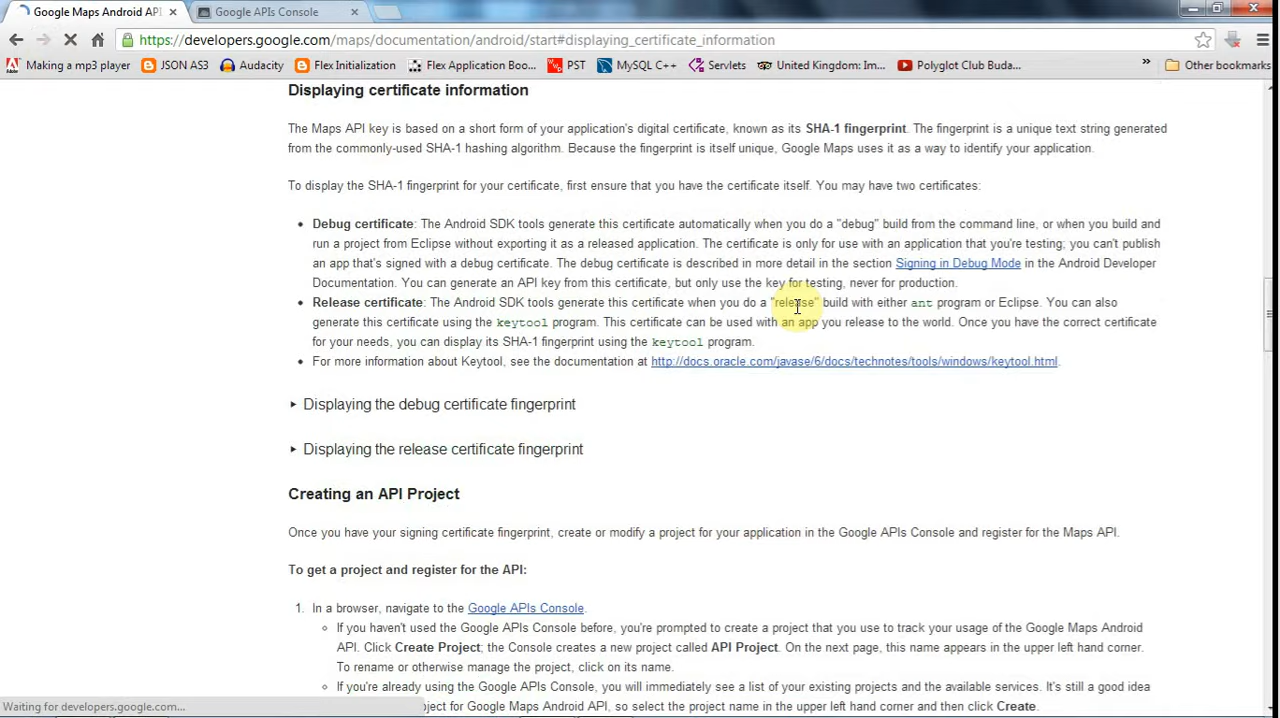 Google Maps Android API
Google APIs Console
https://developers.google.com/maps/documentation/android/start#displaying_certificate_information
Making a mp3 player
JSON AS3
Audacity
Flex Initialization
Flex Application Boo...
PST
MySQL C++
Servlets
United Kingdom: Im...
Polyglot Club Buda...
»
Other bookmarks
Displaying certificate information
The Maps API key is based on a short form of your application's digital certificate, known as its SHA-1 fingerprint. The fingerprint is a unique text string generated
from the commonly-used SHA-1 hashing algorithm. Because the fingerprint is itself unique, Google Maps uses it as a way to identify your application.
To display the SHA-1 fingerprint for your certificate, first ensure that you have the certificate itself. You may have two certificates:
• Debug certificate: The Android SDK tools generate this certificate automatically when you do a "debug" build from the command line, or when you build and
run a project from Eclipse without exporting it as a released application. The certificate is only for use with an application that you're testing; you can't publish
an app that's signed with a debug certificate. The debug certificate is described in more detail in the section Signing in Debug Mode in the Android Developer
Documentation. You can generate an API key from this certificate, but only use the key for testing, never for production.
• Release certificate: The Android SDK tools generate this certificate when you do a "release" build with either ant program or Eclipse. You can also
generate this certificate using the keytool program. This certificate can be used with an app you release to the world. Once you have the correct certificate
for your needs, you can display its SHA-1 fingerprint using the keytool program.
• For more information about Keytool, see the documentation at http://docs.oracle.com/javase/6/docs/technotes/tools/windows/keytool.html.
Displaying the debug certificate fingerprint
Displaying the release certificate fingerprint
Creating an API Project
Once you have your signing certificate fingerprint, create or modify a project for your application in the Google APIs Console and register for the Maps API.
To get a project and register for the API:
1. In a browser, navigate to the Google APIs Console.
If you haven't used the Google APIs Console before, you're prompted to create a project that you use to track your usage of the Google Maps Android
API. Click Create Project; the Console creates a new project called API Project. On the next page, this name appears in the upper left hand corner.
To rename or otherwise manage the project, click on its name.
If you're already using the Google APIs Console, you will immediately see a list of your existing projects and the available services. It's still a good idea
project for Google Maps Android API, so select the project name in the upper left hand corner and then click Create.
Waiting for developers.google.com...